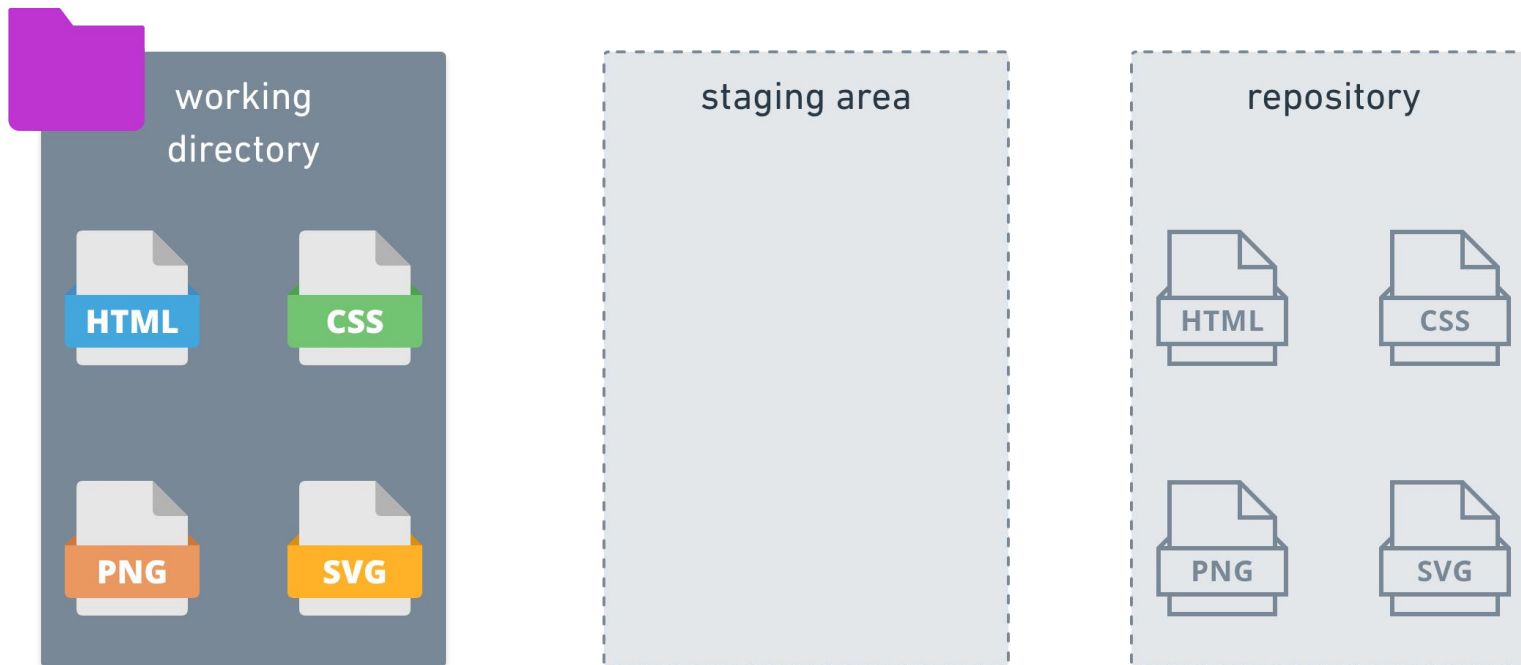 working
directory
HTML
CSS
PNG
SVG
staging area
repository
HTML
CSS
PNG
SVG